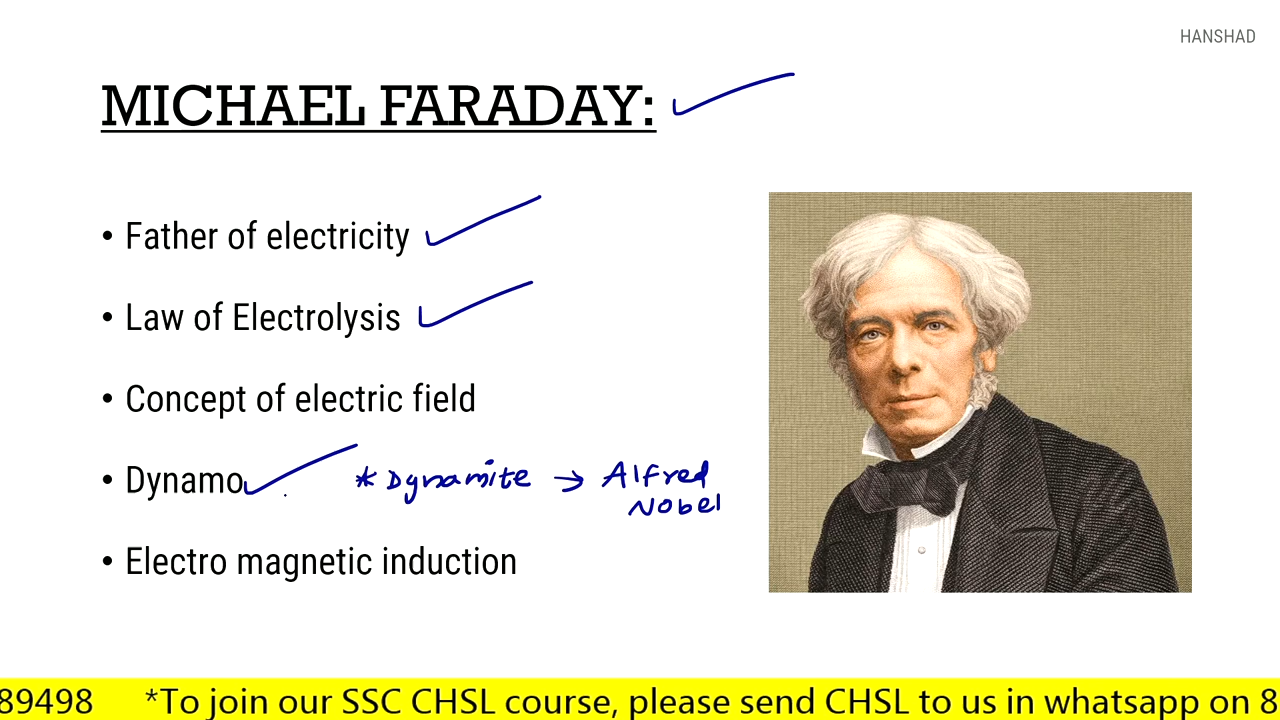 HANSHAD
MICHAEL FARADAY:
• Father of electricity
• Law of Electrolysis
• Concept of electric field
• Dynamo * Dynamite → Alfred
Nobel
• Electro magnetic induction
89498 *To join our SSC CHSL course, please send CHSL to us in whatsapp on 8